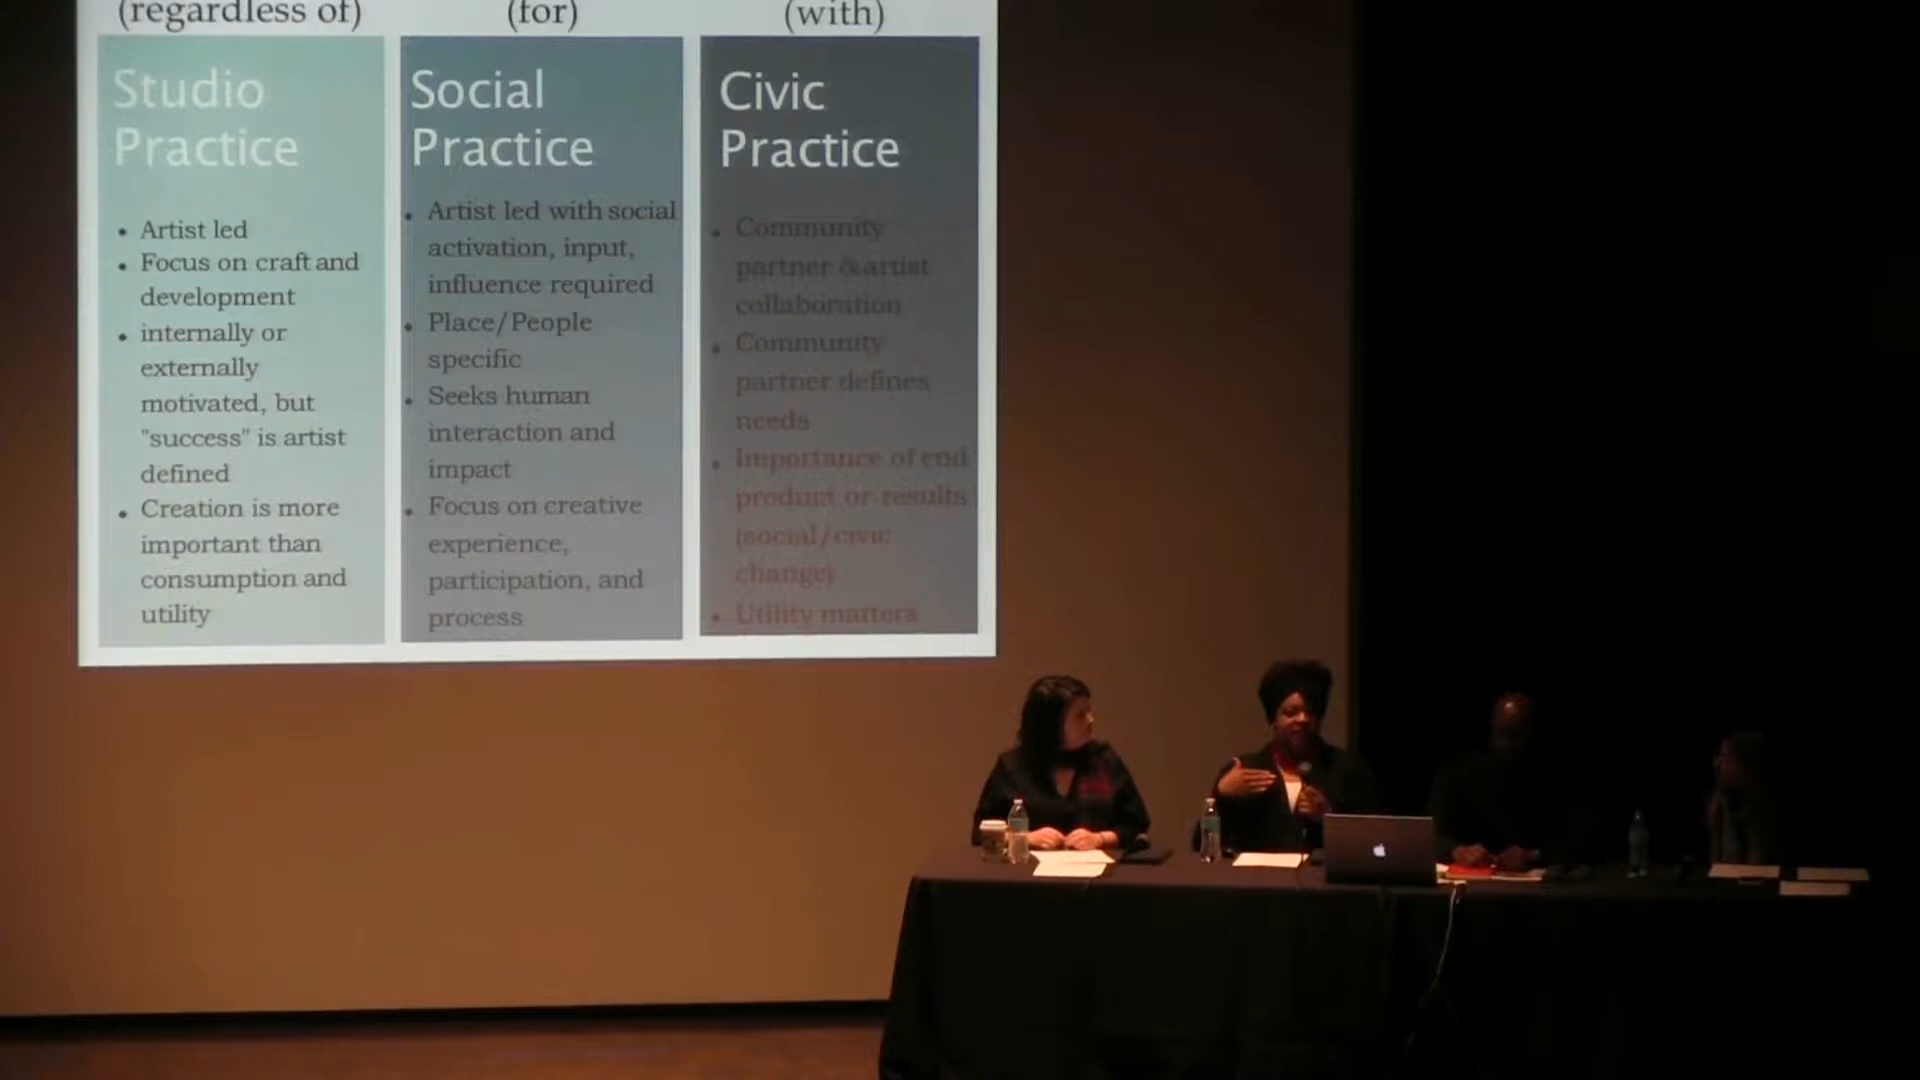 (regardless of)
(for)
(with)
Studio
Practice
• Artist led
• Focus on craft and
development
• internally or
externally
motivated, but
"success" is artist
defined
• Creation is more
important than
consumption and
utility
Social
Practice
• Artist led with social
activation, input,
influence required
• Place/People
specific
• Seeks human
interaction and
impact
• Focus on creative
experience,
participation, and
process
Civic
Practice
• Community
partner & artist
collaboration
• Community
partner defines
needs
• Importance of end
product or results
(social/civic
change)
• Utility matters